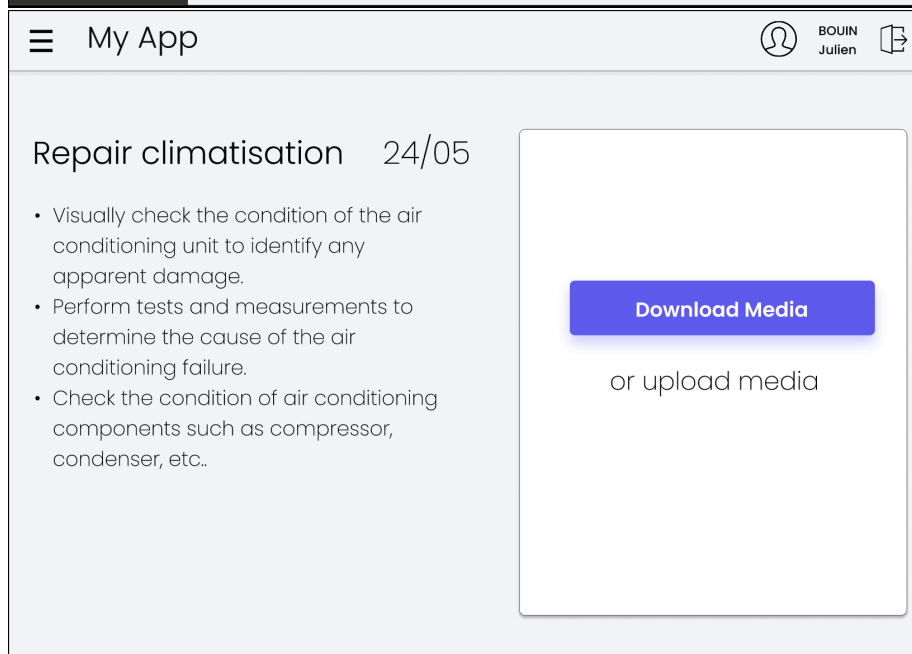 My App
BOUIN
Julien
Repair climatisation 24/05
• Visually check the condition of the air
conditioning unit to identify any
apparent damage.
• Perform tests and measurements to
determine the cause of the air
conditioning failure.
• Check the condition of air conditioning
components such as compressor,
condenser, etc..
Download Media
or upload media